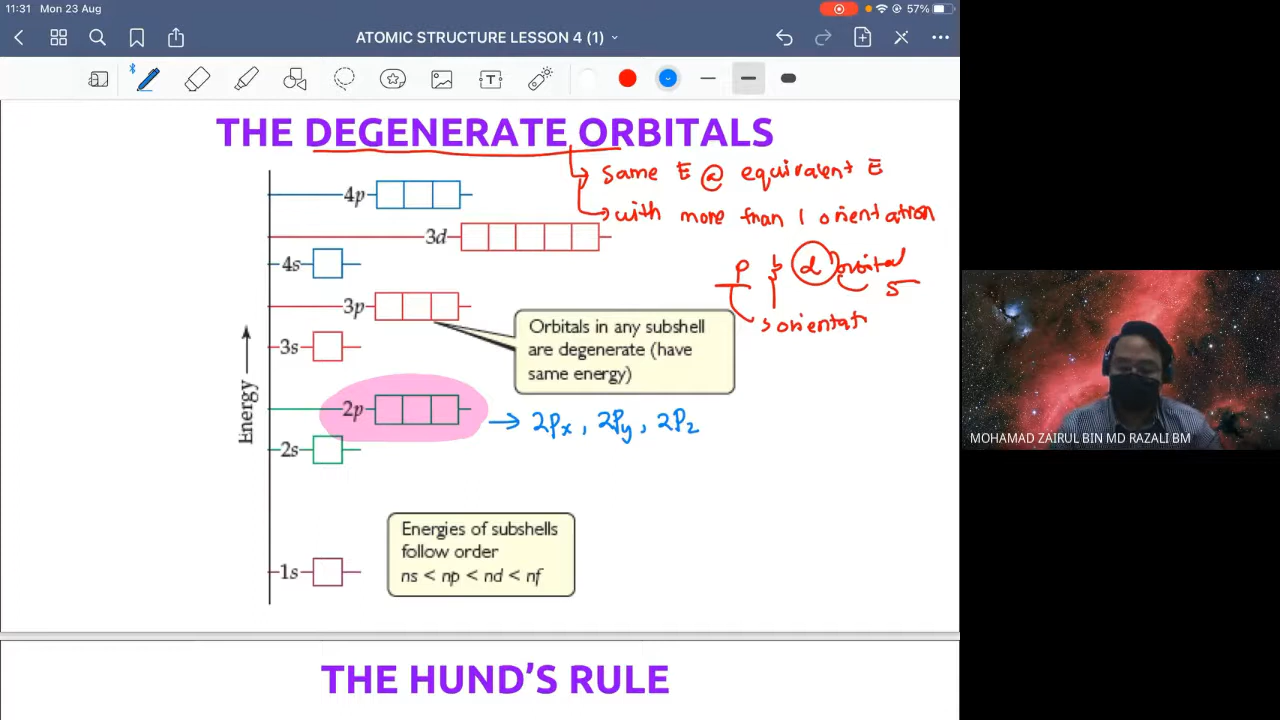 11:31 Mon 23 Aug
57%
ATOMIC STRUCTURE LESSON 4 (1)
THE DEGENERATE ORBITALS
same E @ equivalent E
with more than 1 orientation
4p
3d
4s
p & d orbital
5
3 orientati
3p
Orbitals in any subshell
are degenerate (have
same energy)
3s
Energy
2p
2px, 2py, 2pz
2s
MOHAMAD ZAIRUL BIN MD RAZALI BM
Energies of subshells
follow order
ns < np < nd < nf
1s
THE HUND'S RULE